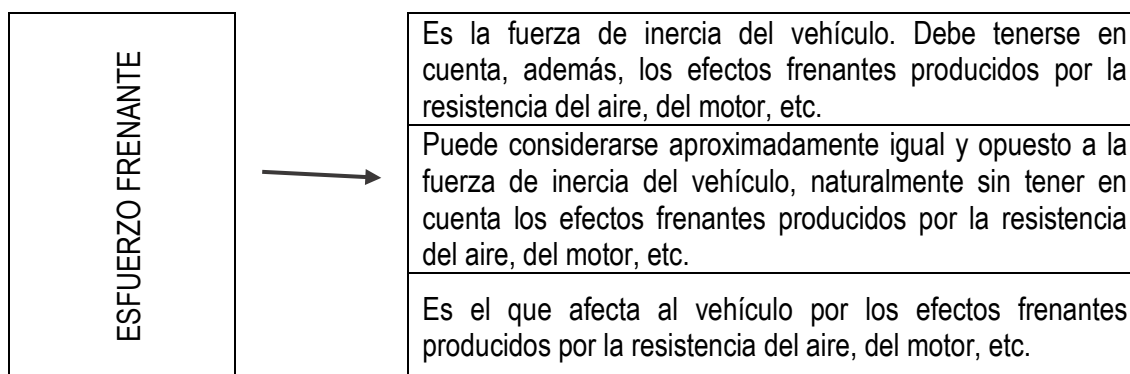 ESFUERZO FRENANTE
Es la fuerza de inercia del vehículo. Debe tenerse en
cuenta, además, los efectos frenantes producidos por la
resistencia del aire, del motor, etc.
Puede considerarse aproximadamente igual y opuesto a la
fuerza de inercia del vehículo, naturalmente sin tener en
cuenta los efectos frenantes producidos por la resistencia
del aire, del motor, etc.
Es el que afecta al vehículo por los efectos frenantes
producidos por la resistencia del aire, del motor, etc.